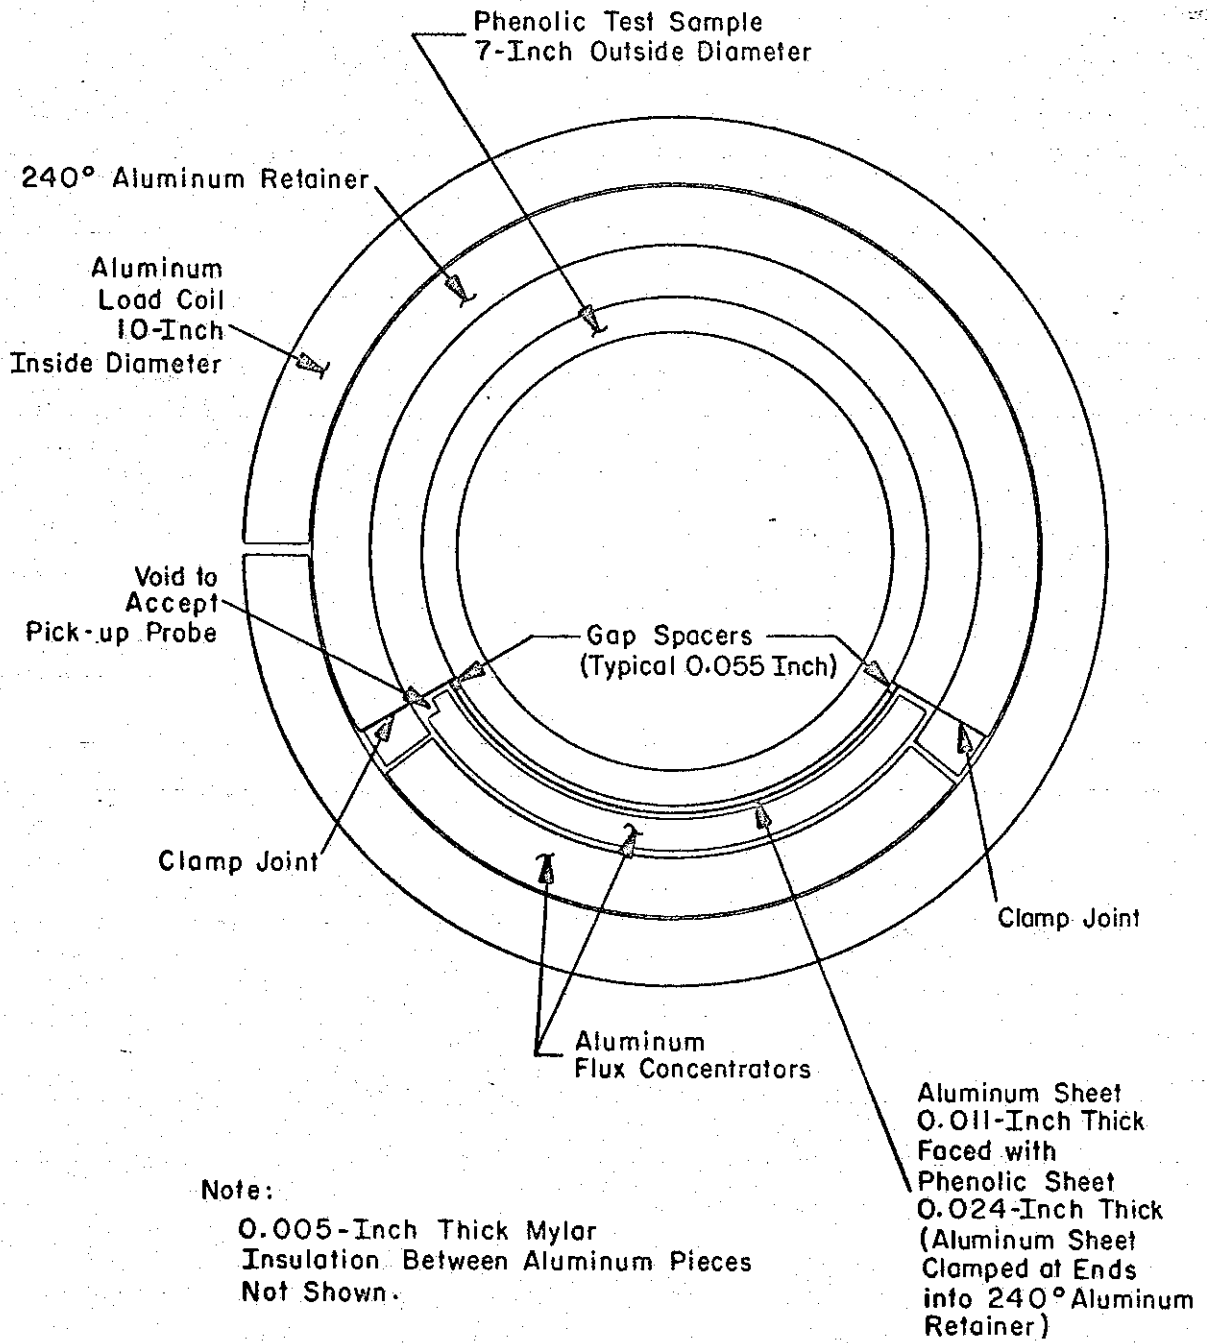 Phenolic Test Sample
7-Inch Outside Diameter
240° Aluminum Retainer
Aluminum
Load Coil
10-Inch
Inside Diameter
Void to
Accept
Pick-up Probe
Gap Spacers
(Typical 0.055 Inch)
Clamp Joint
Clamp Joint
Aluminum
Flux Concentrators
Aluminum Sheet
0.011-Inch Thick
Faced with
Phenolic Sheet
0.024-Inch Thick
(Aluminum Sheet
Clamped at Ends
into 240° Aluminum
Retainer)
Note:
0.005-Inch Thick Mylar
Insulation Between Aluminum Pieces
Not Shown.